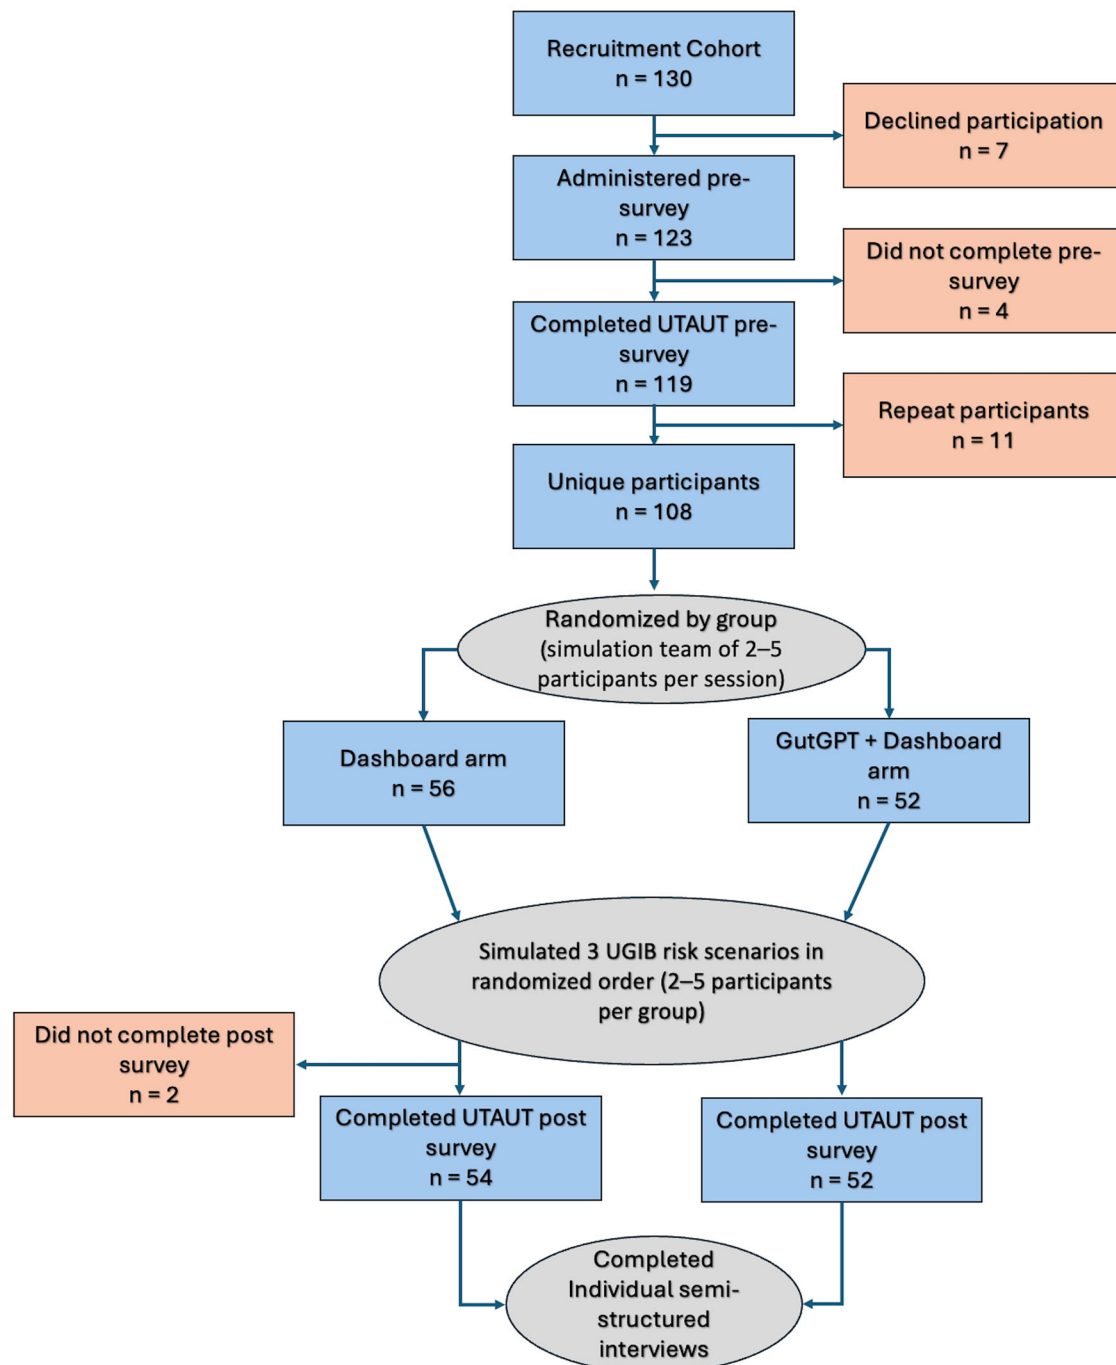 Recruitment Cohort
n = 130
Declined participation
n = 7
Administered pre-
survey
n = 123
Did not complete pre-
survey
n = 4
Completed UTAUT pre-
survey
n = 119
Repeat participants
n = 11
Unique participants
n = 108
Randomized by group
(simulation team of 2–5
participants per session)
Dashboard arm
n = 56
GutGPT + Dashboard
arm
n = 52
Simulated 3 UGIB risk scenarios in
randomized order (2–5 participants
per group)
Did not complete post
survey
n = 2
Completed UTAUT post
survey
n = 54
Completed UTAUT post
survey
n = 52
Completed
Individual semi-
structured
interviews